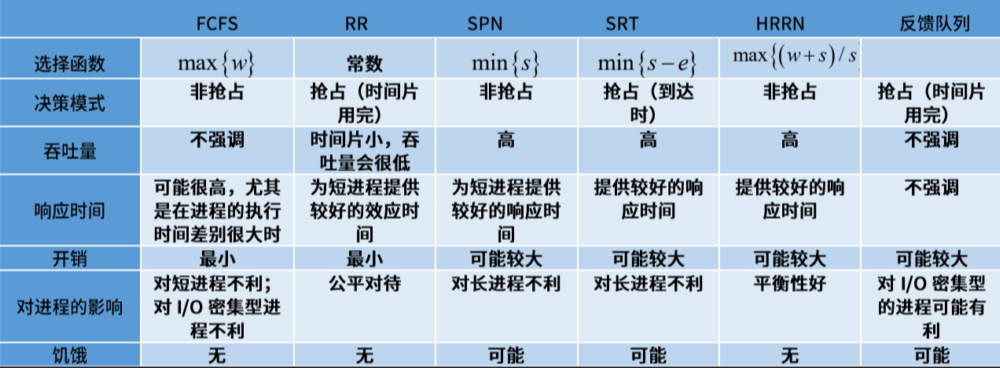 FCFS RR SPN SRT HRRN 反馈队列
选择函数 max{w} 常数 min{s} min{s−e} max{(w+s)/s}
决策模式 非抢占 抢占（时间片用完） 非抢占 抢占（到达时） 非抢占 抢占（时间片用完）
吞吐量 不强调 时间片小，吞吐量会很低 高 高 高 不强调
响应时间 可能很高，尤其是在进程的执行时间差别很大时 为短进程提供较好的效应时间 为短进程提供较好的响应时间 提供较好的响应时间 提供较好的响应时间 不强调
开销 最小 最小 可能较大 可能较大 可能较大 可能较大
对进程的影响 对短进程不利；对 I/O 密集型进程不利 公平对待 对长进程不利 对长进程不利 平衡性好 对 I/O 密集型的进程可能有利
饥饿 无 无 可能 可能 无 可能